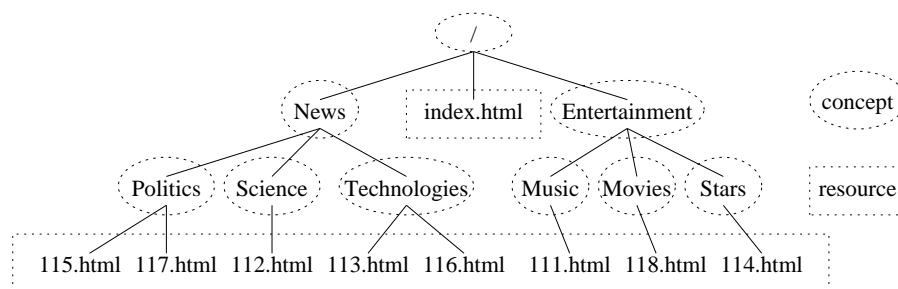 /
News index.html Entertainment concept
Politics Science Technologies Music Movies Stars resource
115.html 117.html 112.html 113.html 116.html 111.html 118.html 114.html